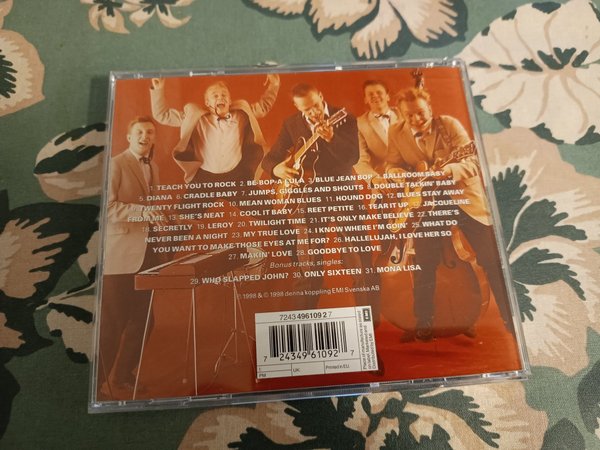 1. TEACH YOU TO ROCK 2. BE-BOP-A LULA 3. BLUE JEAN BOP 4. BALLROOM BABY
5. DIANA 6. CRADLE BABY 7. JUMPS, GIGGLES AND SHOUTS 8. DOUBLE TALKIN' BABY
9. TWENTY FLIGHT ROCK 10. MEAN WOMAN BLUES 11. HOUND DOG 12. BLUES STAY AWAY
FROM ME 13. SHE'S NEAT 14. COOL IT BABY 15. REET PETITE 16. TEAR IT UP 17. JACQUELINE
18. SECRETLY 19. LEROY 20. TWILIGHT TIME 21. IT'S ONLY MAKE BELIEVE 22. THERE'S
NEVER BEEN A NIGHT 23. MY TRUE LOVE 24. I KNOW WHERE I'M GOIN' 25. WHAT DO
YOU WANT TO MAKE THOSE EYES AT ME FOR? 26. HALLELUJAH, I LOVE HER SO
27. MAKIN' LOVE 28. GOODBYE TO LOVE
Bonus tracks, singles:
29. WHO SLAPPED JOHN? 30. ONLY SIXTEEN 31. MONA LISA
℗ 1998 & © 1998 denna koppling EMI Svenska AB
7243 496109 2 7
7 24349 61092 7
PM
UK:
Printed in EU.
EMI